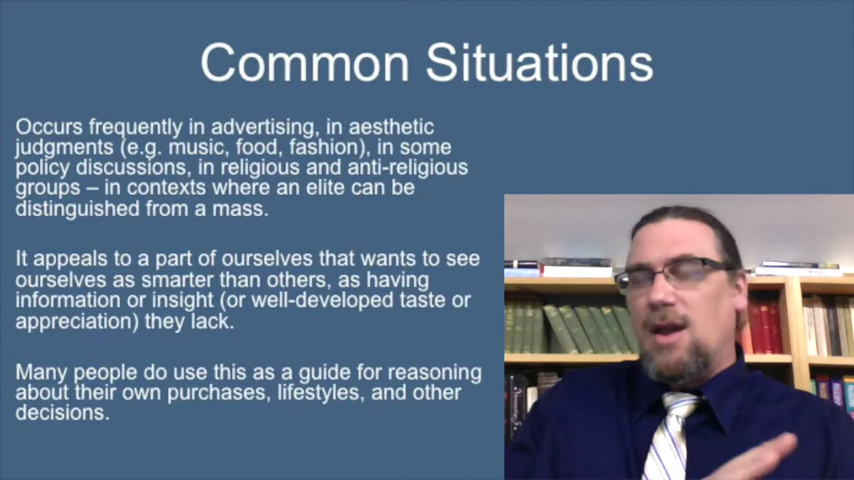 Common Situations
Occurs frequently in advertising, in aesthetic
judgments (e.g. music, food, fashion), in some
policy discussions, in religious and anti-religious
groups – in contexts where an elite can be
distinguished from a mass.
It appeals to a part of ourselves that wants to see
ourselves as smarter than others, as having
information or insight (or well-developed taste or
appreciation) they lack.
Many people do use this as a guide for reasoning
about their own purchases, lifestyles, and other
decisions.